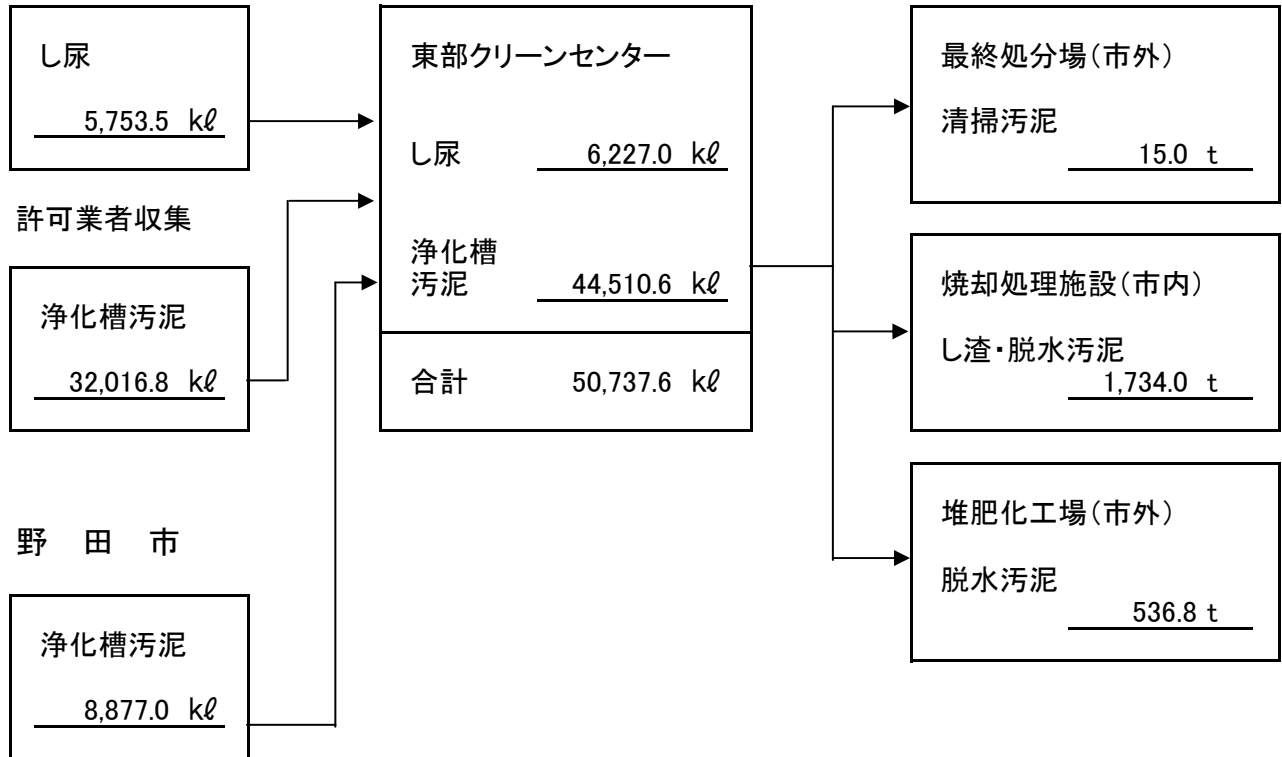 し尿
5,753.5 kℓ
許可業者収集
浄化槽汚泥
32,016.8 kℓ
野 田 市
浄化槽汚泥
8,877.0 kℓ
東部クリーンセンター
し尿 6,227.0 kℓ
浄化槽
汚泥 44,510.6 kℓ
合計 50,737.6 kℓ
最終処分場(市外)
清掃汚泥
15.0 t
焼却処理施設(市内)
し渣・脱水汚泥
1,734.0 t
堆肥化工場(市外)
脱水汚泥
536.8 t